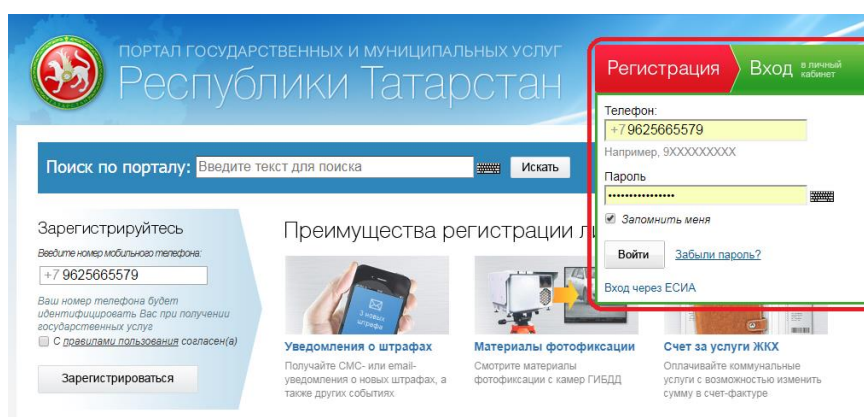 ПОРТАЛ ГОСУДАРСТВЕННЫХ И МУНИЦИПАЛЬНЫХ УСЛУГ
Республики Татарстан
Регистрация
Вход в личный кабинет
Телефон:
+7 9625665579
Например, 9XXXXXXXXX
Пароль
••••••••••••••••
Запомнить меня
Войти
Забыли пароль?
Вход через ЕСИА
Поиск по порталу: Введите текст для поиска Искать
Зарегистрируйтесь
Введите номер мобильного телефона:
+7 9625665579
Ваш номер телефона будет
идентифицировать Вас при получении
государственных услуг
С правилами пользования согласен(а)
Зарегистрироваться
Преимущества регистрации
3 новых
штрафа
Уведомления о штрафах
Получайте СМС- или email-
уведомления о новых штрафах, а
также других событиях
Материалы фотофиксации
Смотрите материалы
фотофиксации с камер ГИБДД
Счет за услуги ЖКХ
Оплачивайте коммунальные
услуги с возможностью изменить
сумму в счет-фактуре